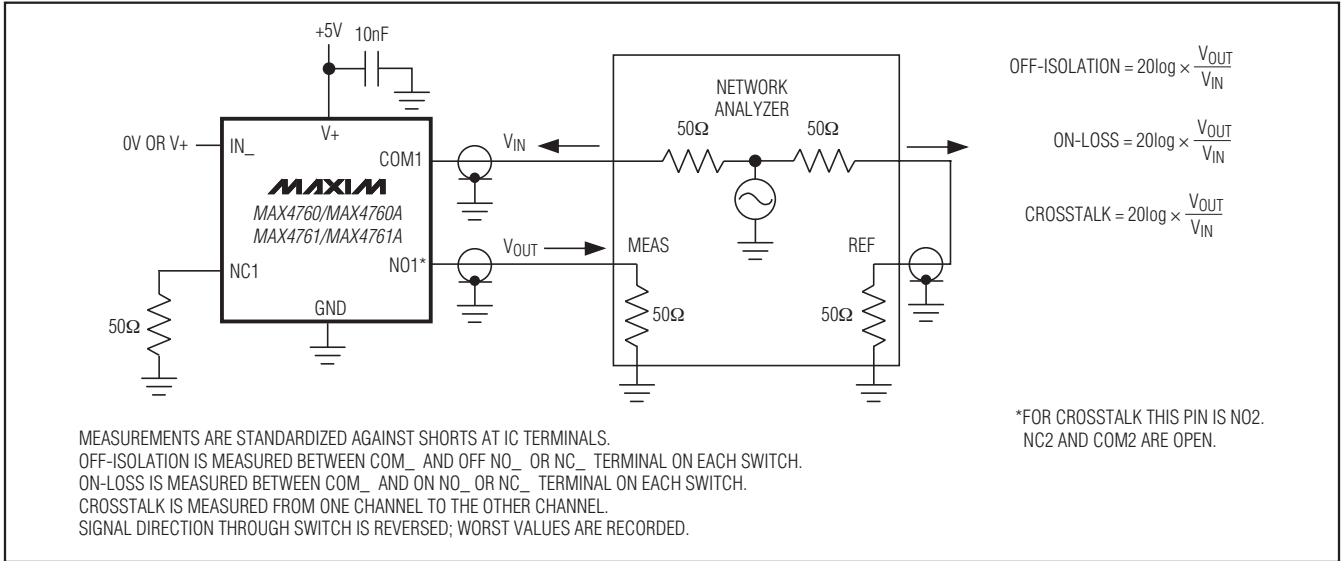 +5V 10nF
V+
0V OR V+
IN_
COM1
MAXIM
MAX4760/MAX4760A
MAX4761/MAX4761A
NC1
NO1*
GND
50Ω
VIN
VOUT
NETWORK
ANALYZER
50Ω 50Ω
MEAS REF
50Ω 50Ω
OFF-ISOLATION = 20log × VOUT
VIN
ON-LOSS = 20log × VOUT
VIN
CROSSTALK = 20log × VOUT
VIN
*FOR CROSSTALK THIS PIN IS NO2.
NC2 AND COM2 ARE OPEN.
MEASUREMENTS ARE STANDARDIZED AGAINST SHORTS AT IC TERMINALS.
OFF-ISOLATION IS MEASURED BETWEEN COM_ AND OFF NO_ OR NC_ TERMINAL ON EACH SWITCH.
ON-LOSS IS MEASURED BETWEEN COM_ AND ON NO_ OR NC_ TERMINAL ON EACH SWITCH.
CROSSTALK IS MEASURED FROM ONE CHANNEL TO THE OTHER CHANNEL.
SIGNAL DIRECTION THROUGH SWITCH IS REVERSED; WORST VALUES ARE RECORDED.